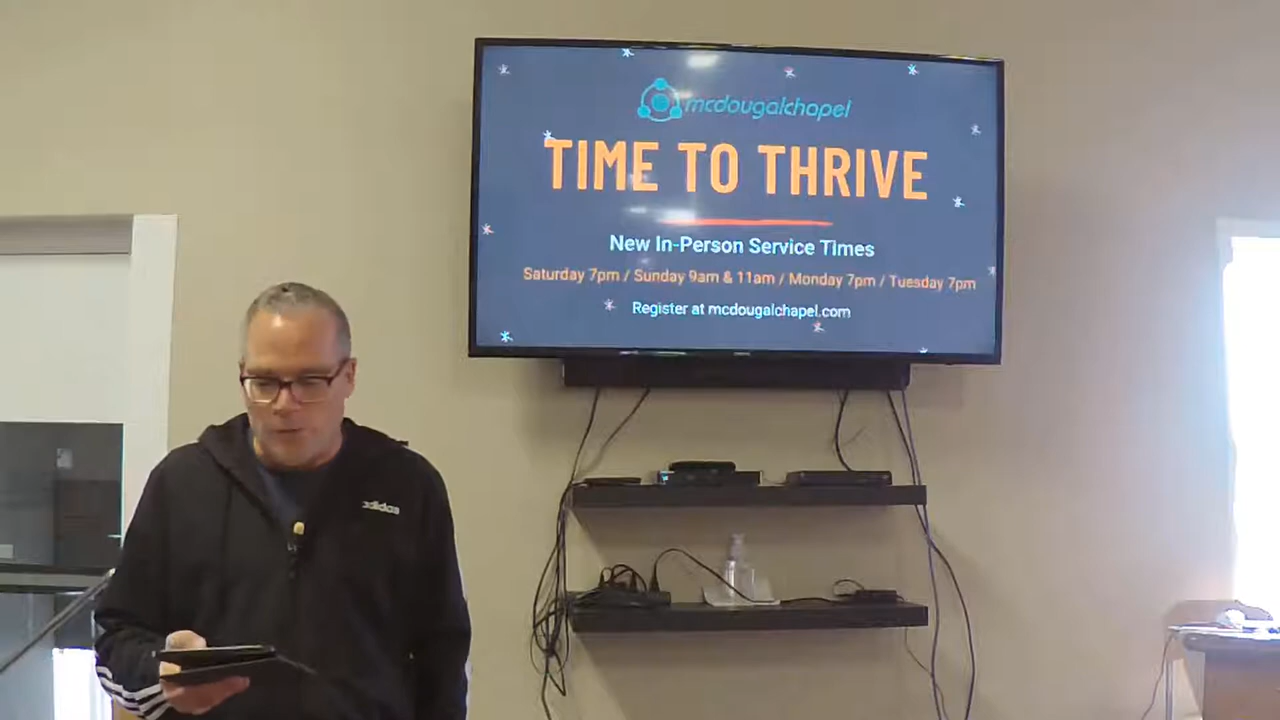 mcdougalchapel
TIME TO THRIVE
New In-Person Service Times
Saturday 7pm / Sunday 9am & 11am / Monday 7pm / Tuesday 7pm
Register at mcdougalchapel.com
adidas